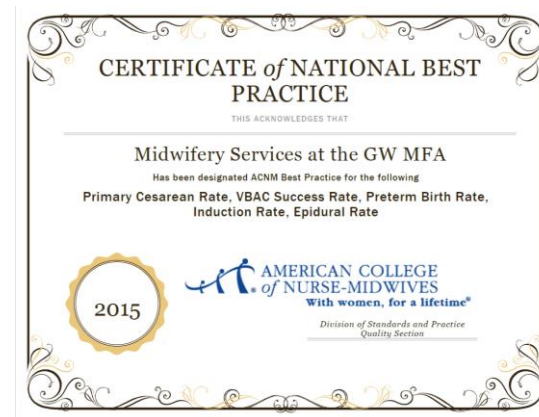 CERTIFICATE of NATIONAL BEST
PRACTICE
THIS ACKNOWLEDGES THAT
Midwifery Services at the GW MFA
Has been designated ACNM Best Practice for the following
Primary Cesarean Rate, VBAC Success Rate, Preterm Birth Rate,
Induction Rate, Epidural Rate
2015
AMERICAN COLLEGE
of NURSE-MIDWIVES
With women, for a lifetime®
Division of Standards and Practice
Quality Section